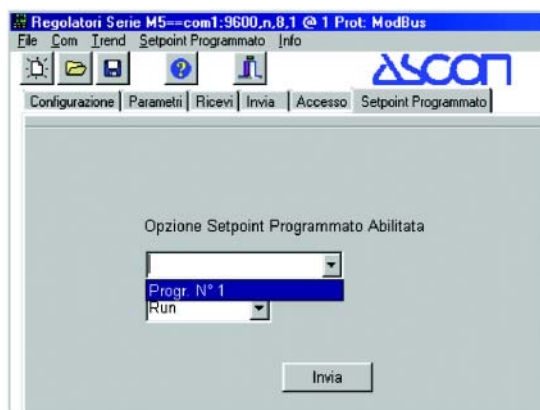 Regolatori Serie M5==com1:9600,n,8,1 @ 1 Prot: ModBus
File Com Trend Setpoint Programmato Info
ASCON
Configurazione Parametri Ricevi Invia Accesso Setpoint Programmato
Opzione Setpoint Programmato Abilitata
Progr. N° 1
Run
Invia